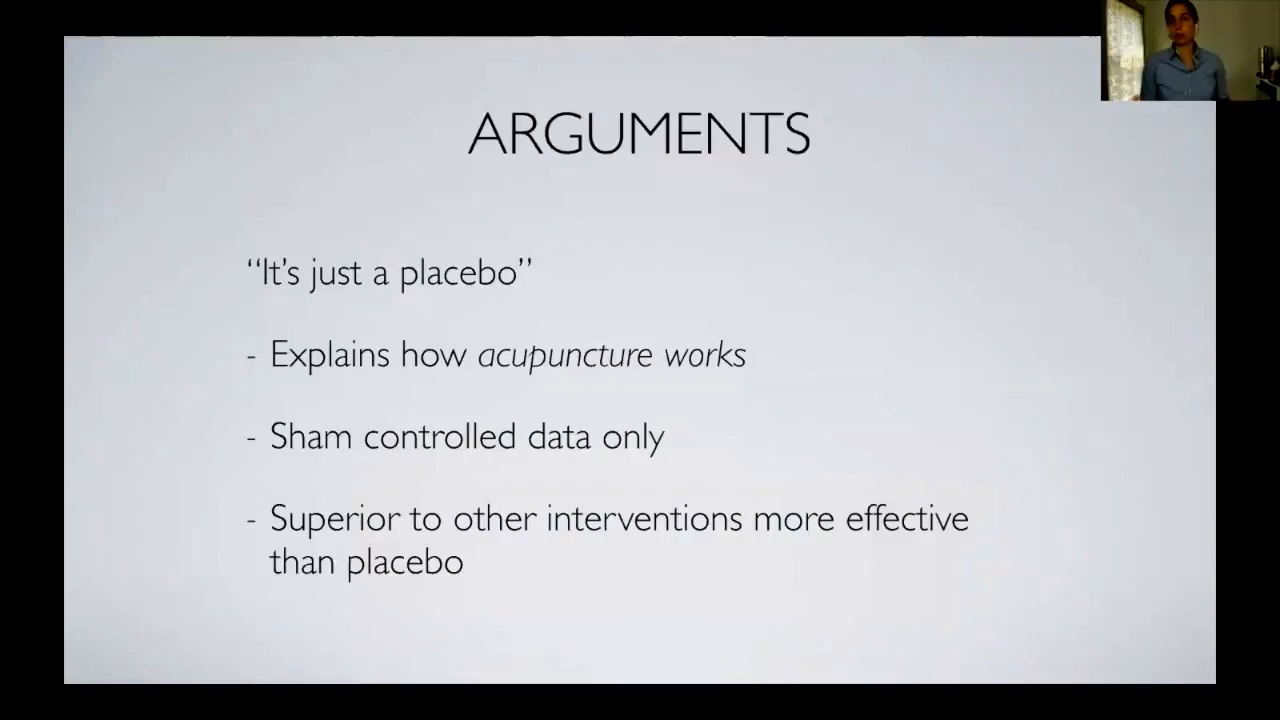 ARGUMENTS
“It’s just a placebo”
- Explains how acupuncture works
- Sham controlled data only
- Superior to other interventions more effective
than placebo